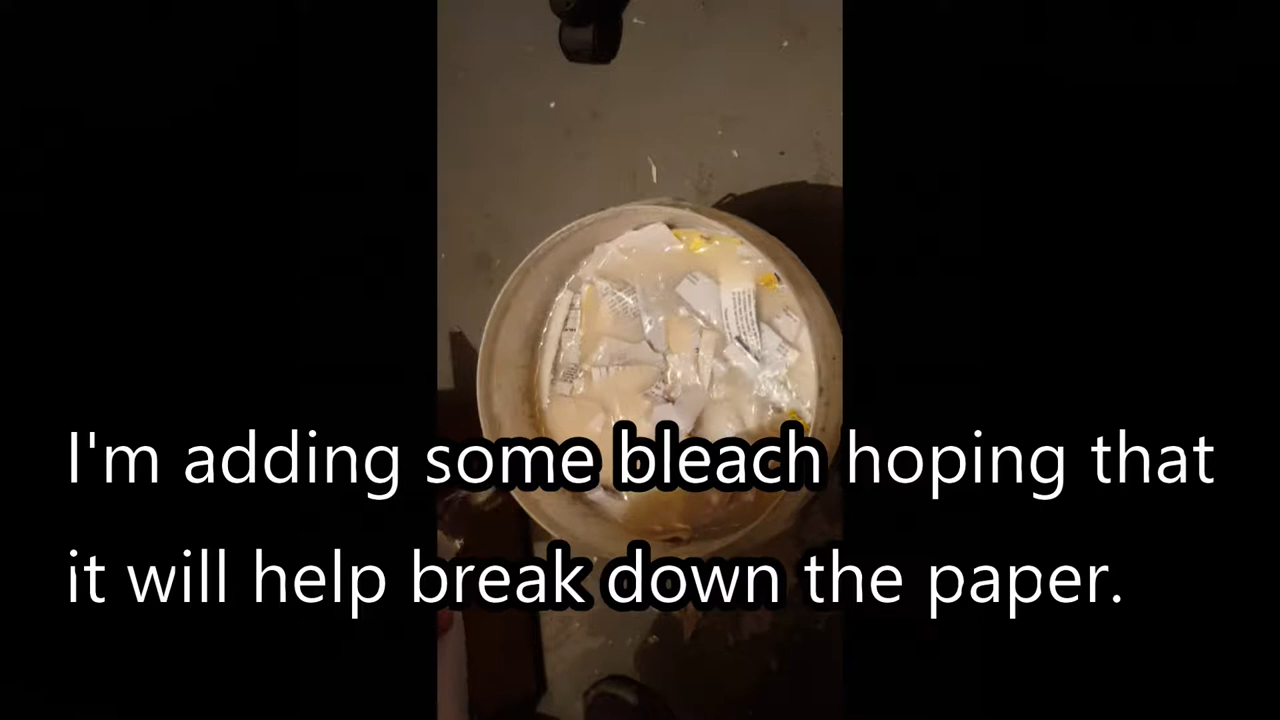 I'm adding some bleach hoping that
it will help break down the paper.